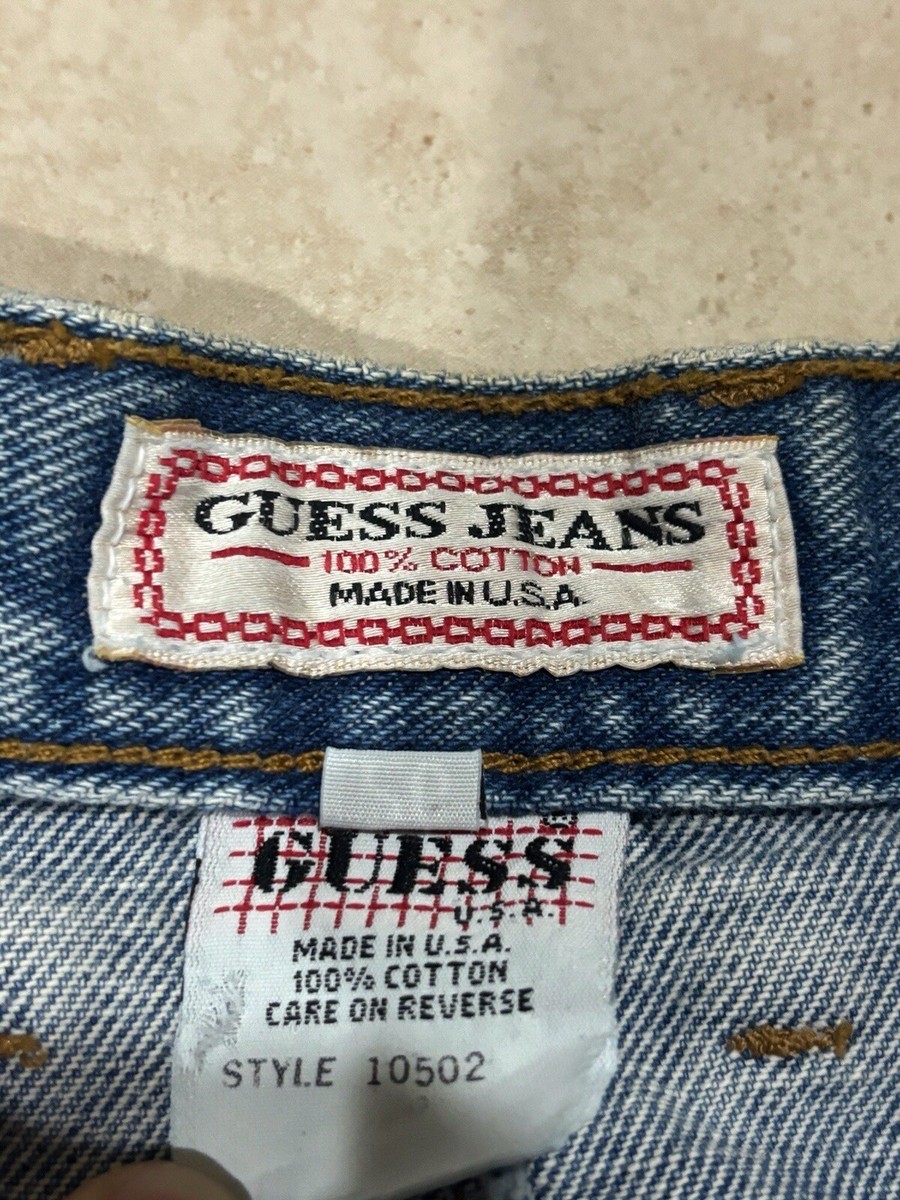 GUESS JEANS
100% COTTON
MADE IN U.S.A.
GUESS
U.S.A.
MADE IN U.S.A.
100% COTTON
CARE ON REVERSE
STYLE 10502